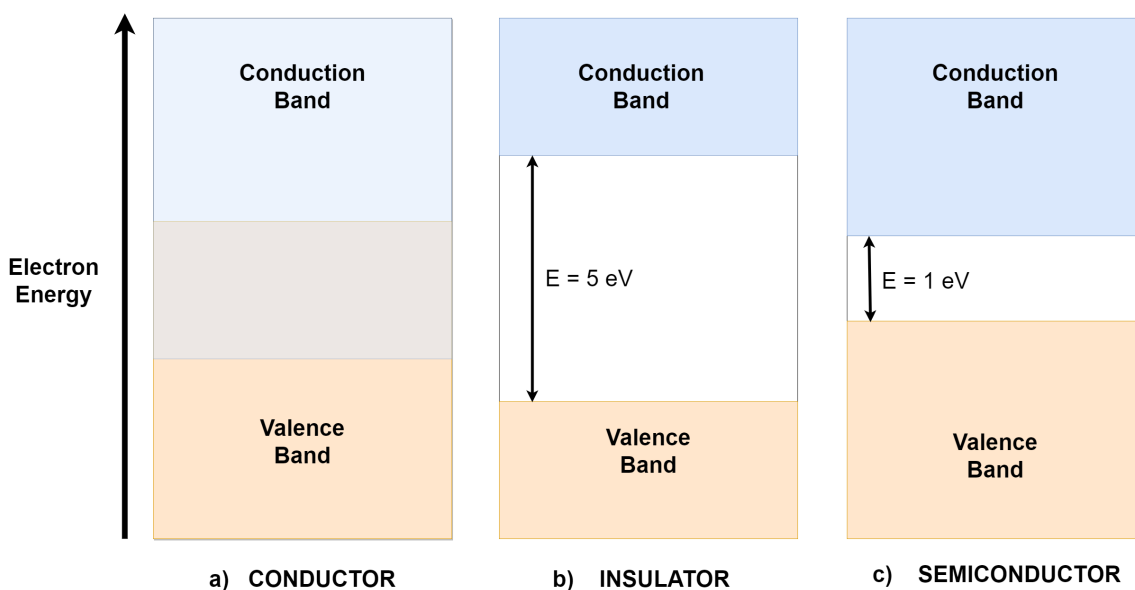 Conduction
Band
Conduction
Band
Conduction
Band
Electron
Energy
E = 5 eV
E = 1 eV
Valence
Band
Valence
Band
Valence
Band
a) CONDUCTOR
b) INSULATOR
c) SEMICONDUCTOR